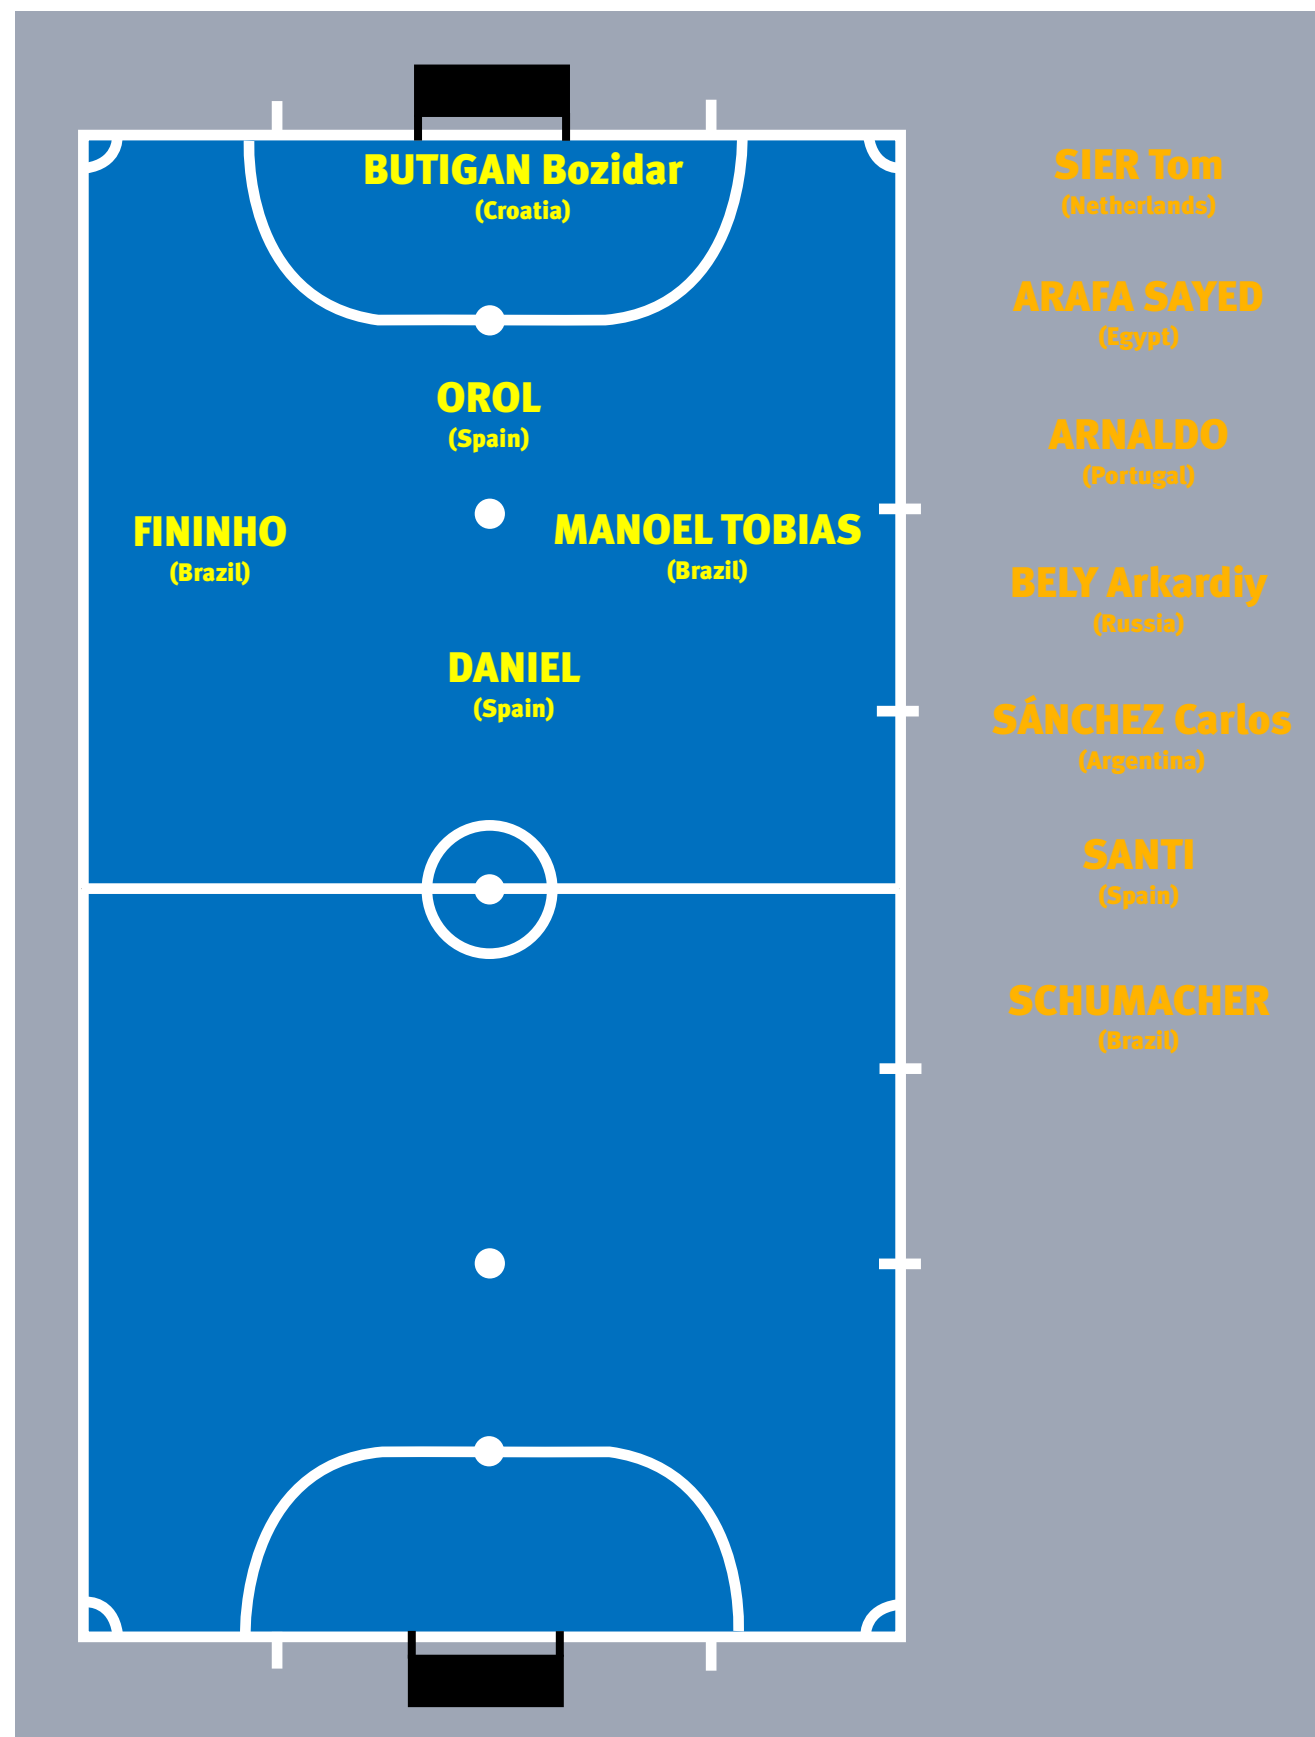 BUTIGAN Bozidar
(Croatia)
OROL
(Spain)
FININHO
(Brazil)
MANOEL TOBIAS
(Brazil)
DANIEL
(Spain)
SIER Tom
(Netherlands)
ARAFA SAYED
(Egypt)
ARNALDO
(Portugal)
BELY Arkardiy
(Russia)
SÁNCHEZ Carlos
(Argentina)
SANTI
(Spain)
SCHUMACHER
(Brazil)